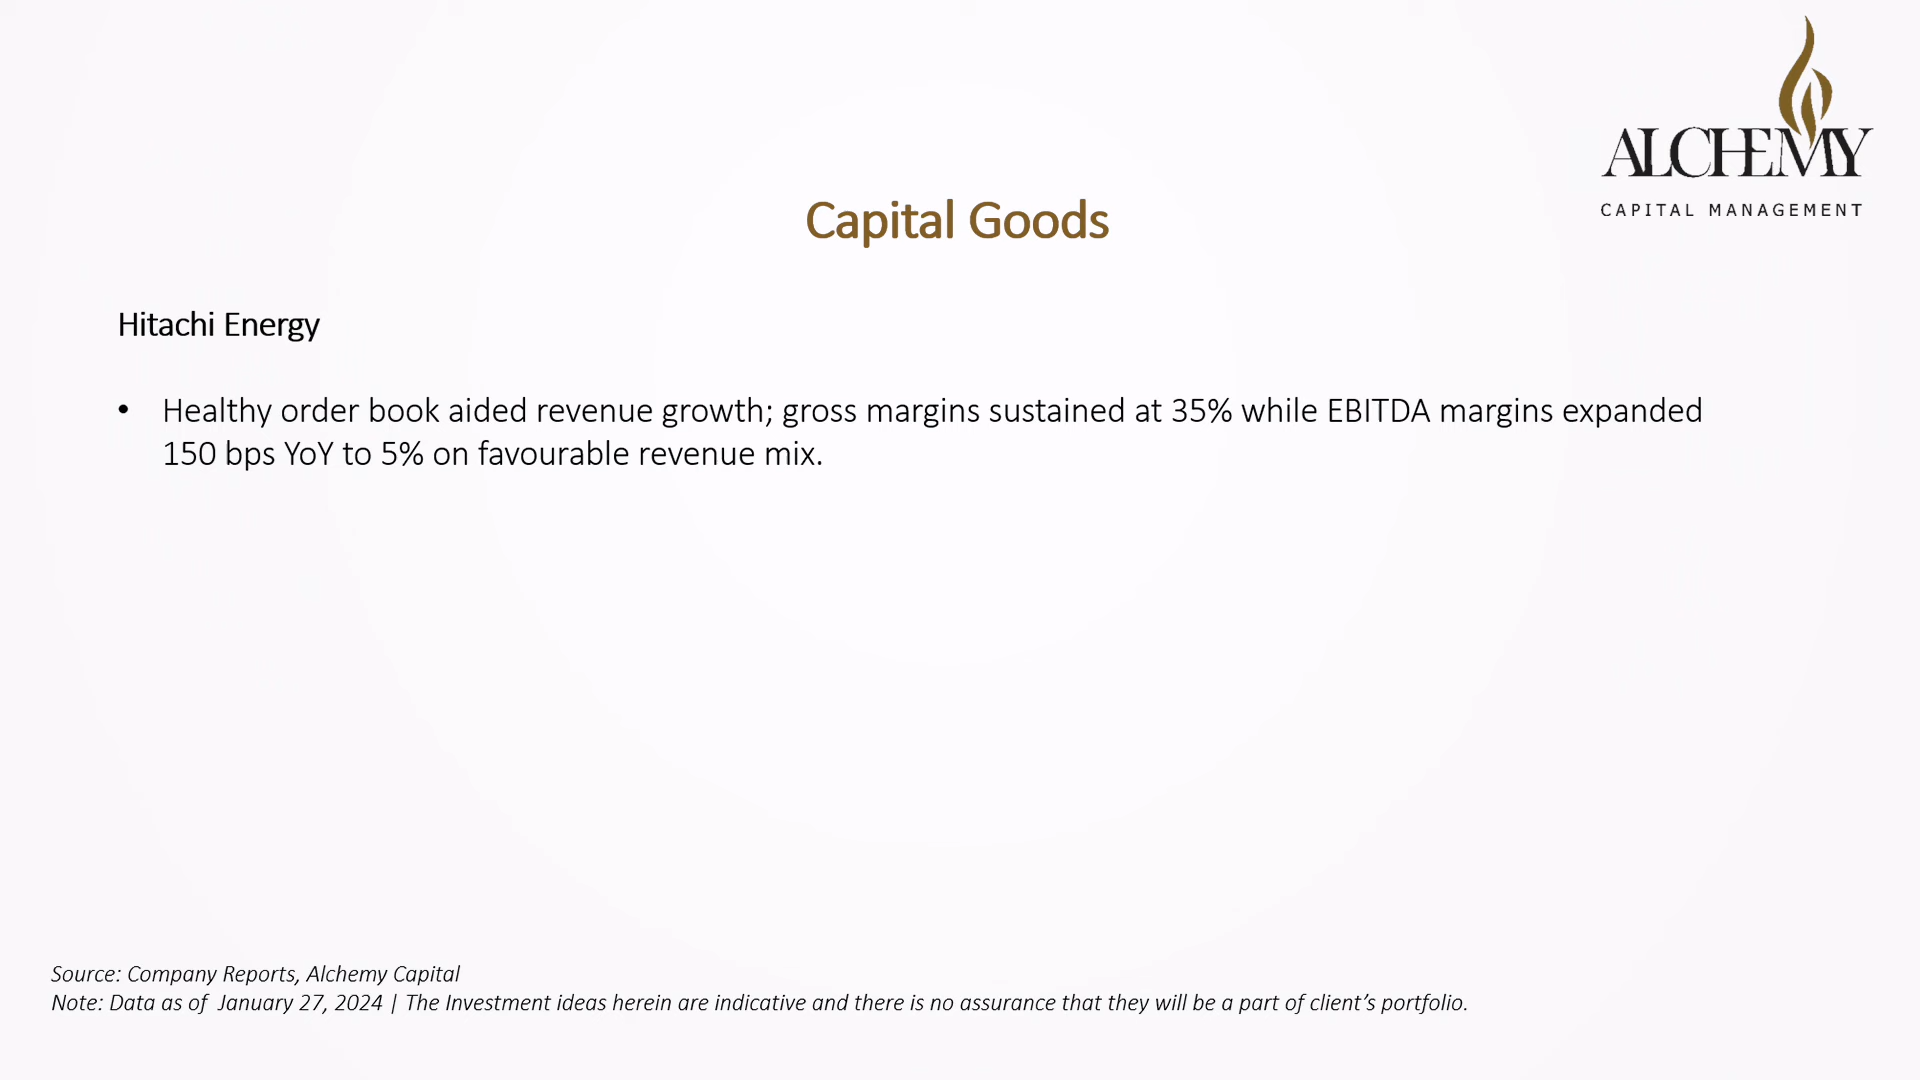 ALCHEMY
CAPITAL MANAGEMENT
Capital Goods
Hitachi Energy
• Healthy order book aided revenue growth; gross margins sustained at 35% while EBITDA margins expanded
150 bps YoY to 5% on favourable revenue mix.
Source: Company Reports, Alchemy Capital
Note: Data as of January 27, 2024 | The Investment ideas herein are indicative and there is no assurance that they will be a part of client’s portfolio.